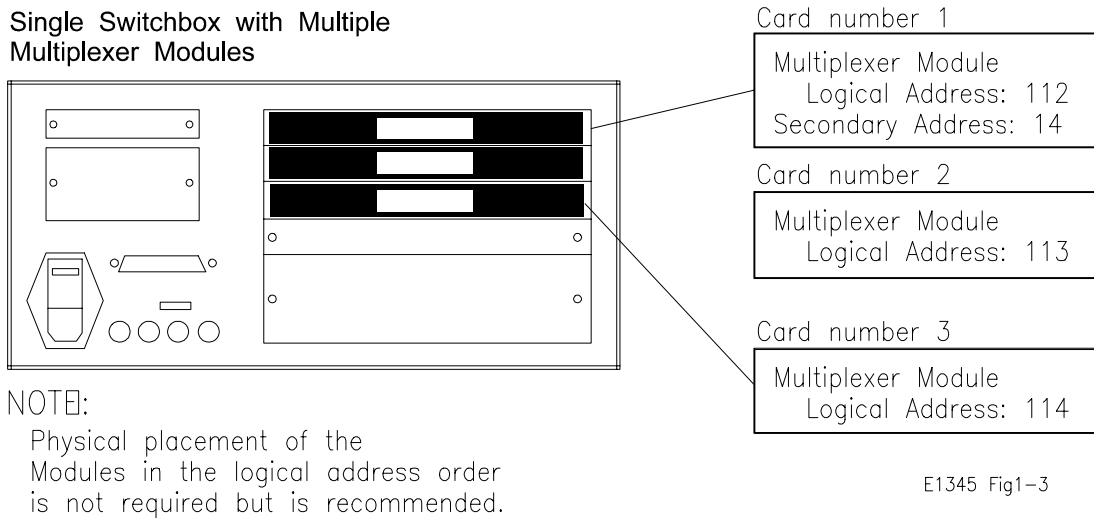 Single Switchbox with Multiple
Multiplexer Modules
Card number 1
Multiplexer Module
Logical Address: 112
Secondary Address: 14
Card number 2
Multiplexer Module
Logical Address: 113
Card number 3
Multiplexer Module
Logical Address: 114
NOTE:
Physical placement of the
Modules in the logical address order
is not required but is recommended.
E1345 Fig1-3